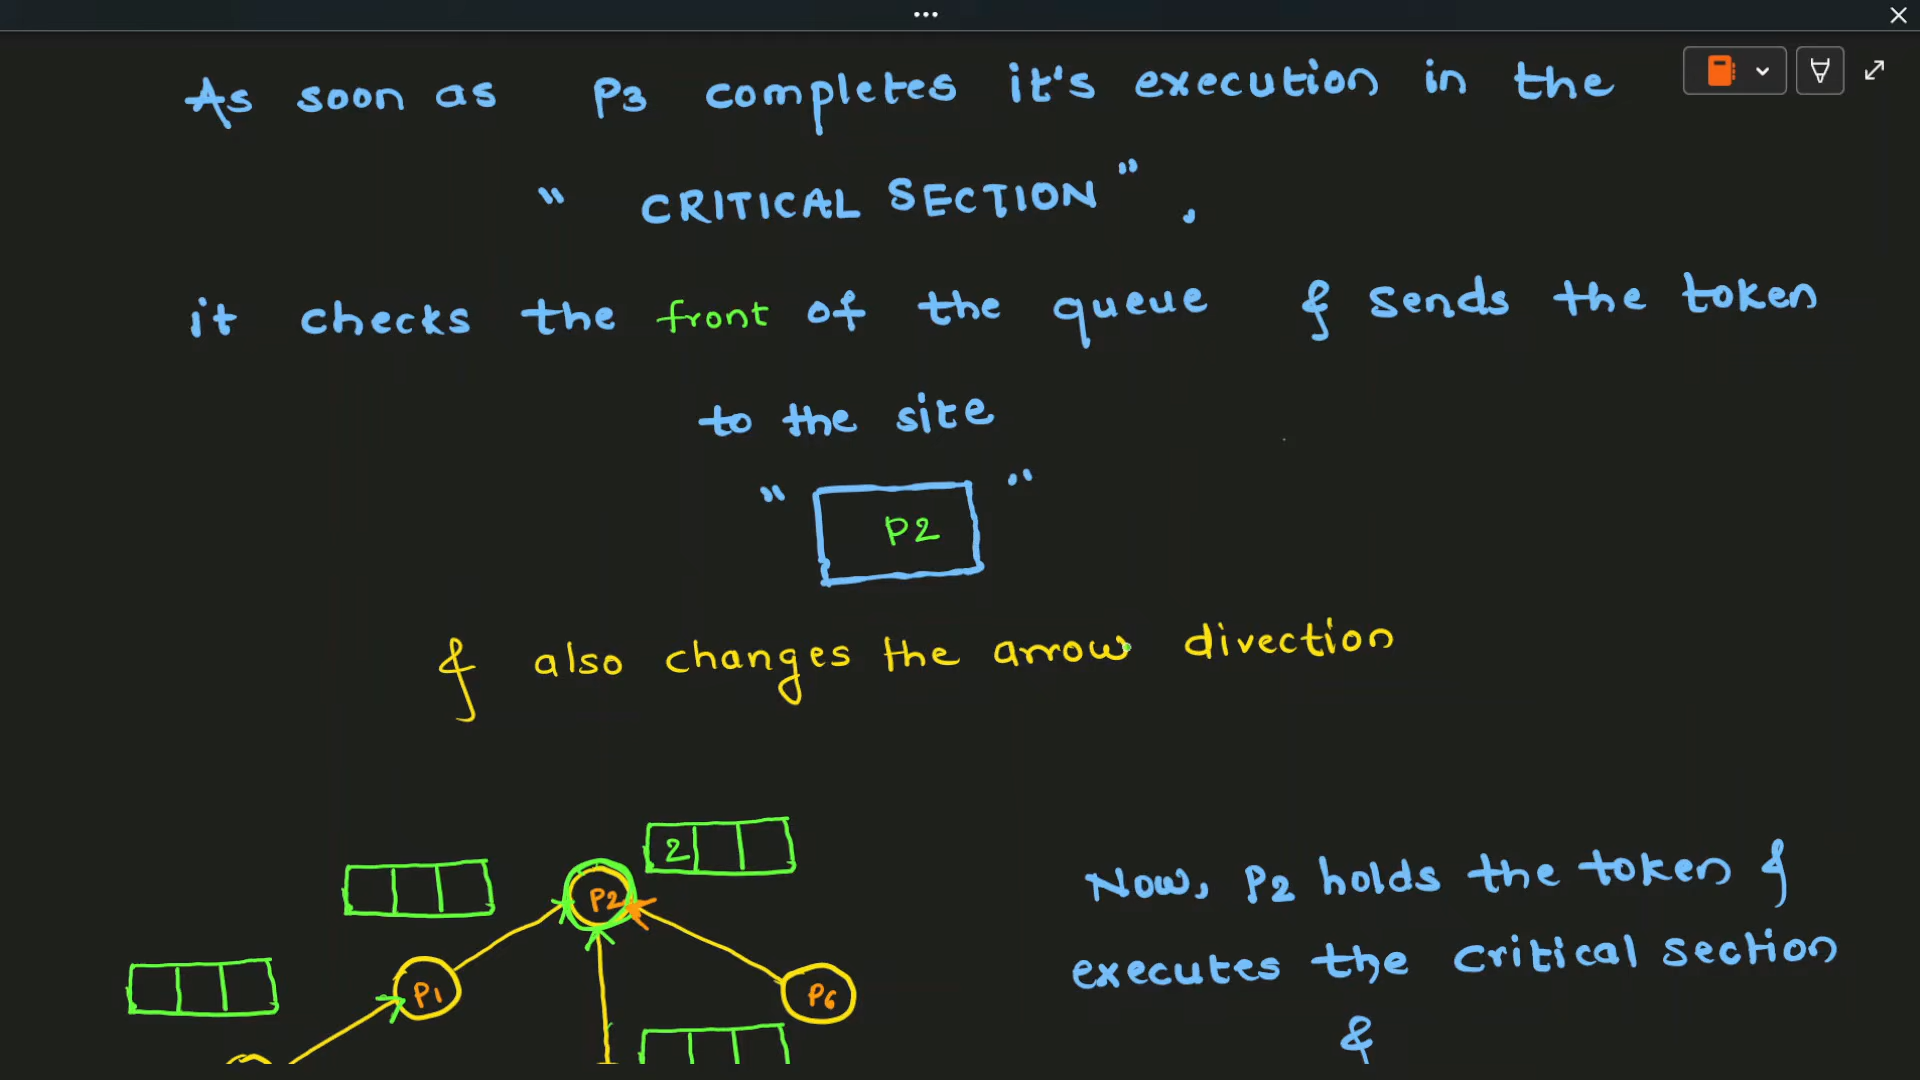 As soon as P3 completes it's execution in the
" CRITICAL SECTION ".
it checks the front of the queue & sends the token
to the site
" P2 "
& also changes the arrow direction
2
P2
Now, P2 holds the token &
P1
P6
executes the critical section
&